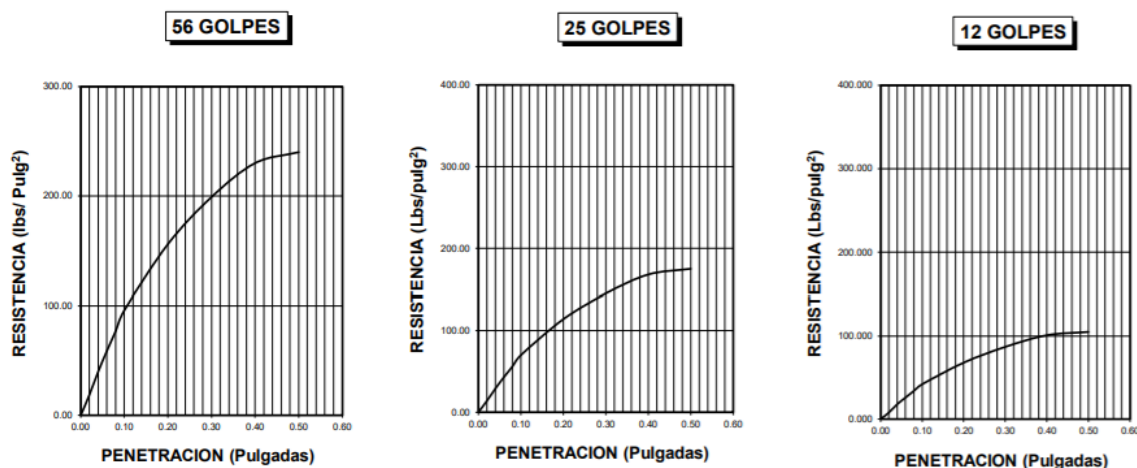 56 GOLPES
RESISTENCIA (lbs/ Pulg²)
300.00
200.00
100.00
0.00
0.00 0.10 0.20 0.30 0.40 0.50 0.60
PENETRACION (Pulgadas)
25 GOLPES
RESISTENCIA (Lbs/pulg²)
400.00
300.00
200.00
100.00
0.00
0.00 0.10 0.20 0.30 0.40 0.50 0.60
PENETRACION (Pulgadas)
12 GOLPES
RESISTENCIA (Lbs/pulg²)
400.000
300.000
200.000
100.000
0.000
0.00 0.10 0.20 0.30 0.40 0.50 0.60
PENETRACION (Pulgadas)